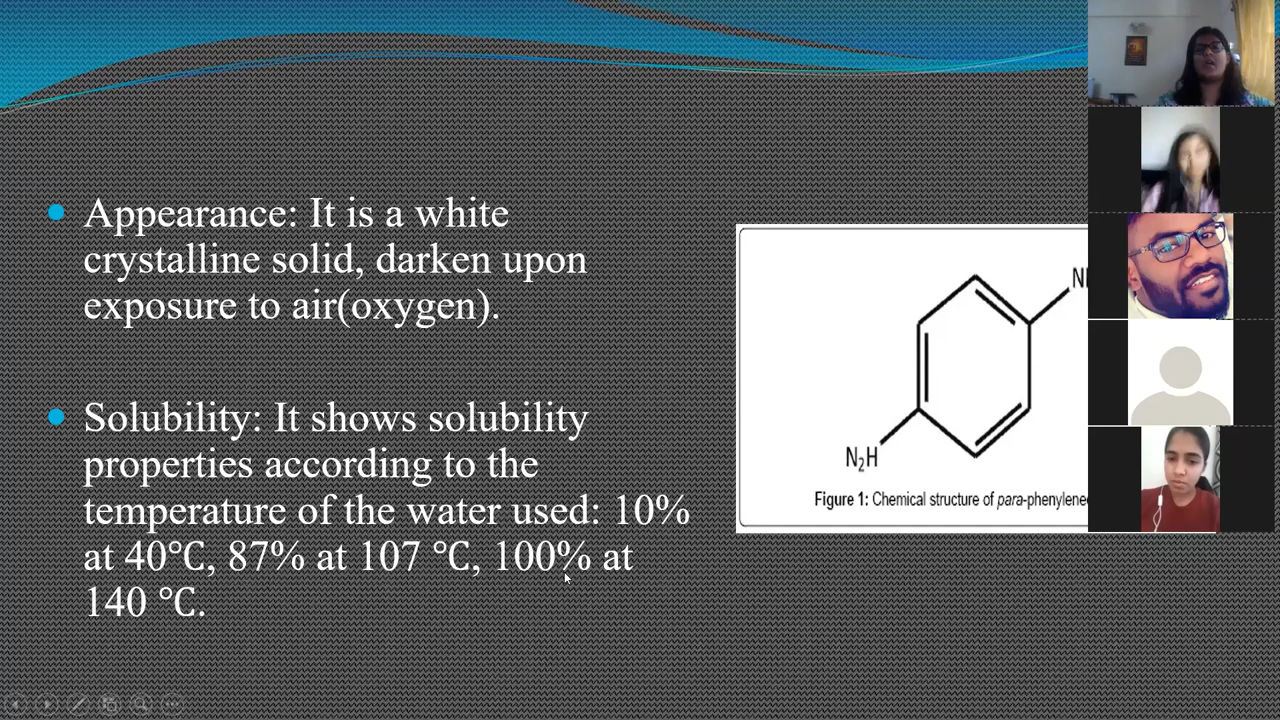 Appearance: It is a white
crystalline solid, darken upon
exposure to air(oxygen).
Solubility: It shows solubility
properties according to the
temperature of the water used: 10%
at 40℃, 87% at 107 ℃, 100% at
140 ℃.
N₂H
Figure 1: Chemical structure of para-phenylene